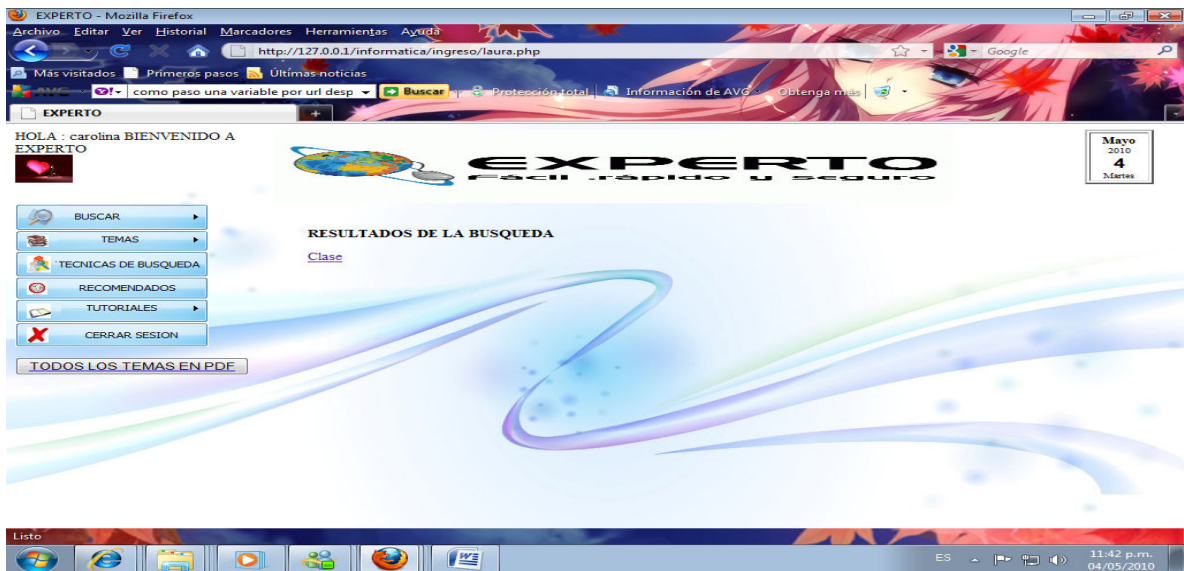 EXPERTO - Mozilla Firefox
Archivo Editar Ver Historial Marcadores Herramientas Ayuda
http://127.0.0.1/informatica/ingreso/laura.php
Google
Más visitados Primeros pasos Últimas noticias
AVG como paso una variable por url desp Buscar Protección total Información de AVG Obtenga más
EXPERTO
HOLA : carolina BIENVENIDO A
EXPERTO
EXPERTO
Fácil ,rápido y seguro
Mayo
2010
4
Martes
BUSCAR
TEMAS
TECNICAS DE BUSQUEDA
RECOMENDADOS
TUTORIALES
CERRAR SESION
TODOS LOS TEMAS EN PDF
RESULTADOS DE LA BUSQUEDA
Clase
Listo
ES
11:42 p.m.
04/05/2010